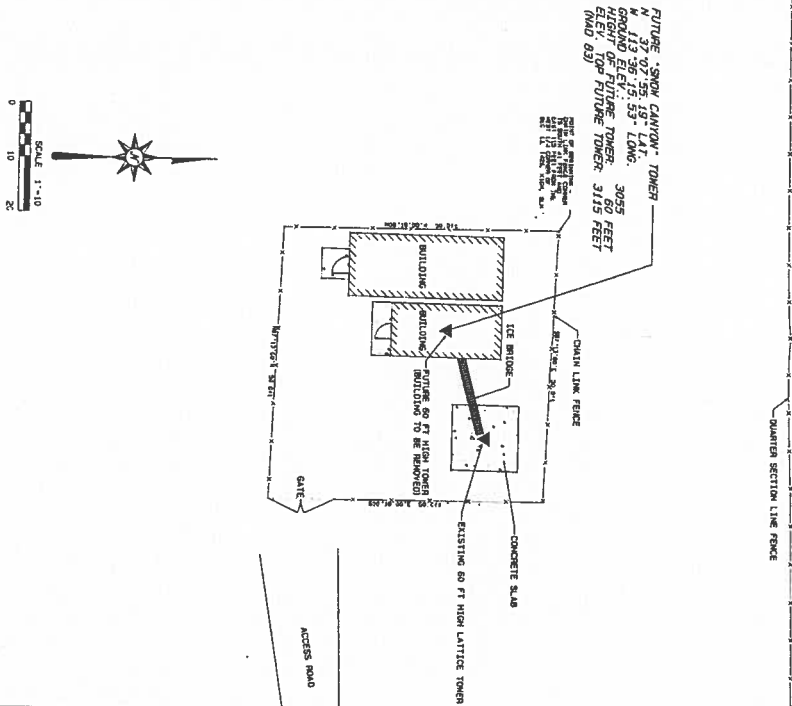 FUTURE "SNOW CANYON" TOWER
N 37°07'55.19" LAT.
W 113°36'15.53" LONG.
GROUND ELEV.: 3055
HIGHT OF FUTURE TOWER: 60 FEET
ELEV. TOP FUTURE TOWER: 3115 FEET
(NAD 83)
QUARTER SECTION LINE FENCE
CHAIN LINK FENCE
ICE BRIDGE
CONCRETE SLAB
EXISTING 60 FT HIGH LATTICE TOWER
BUILDING
BUILDING
FUTURE 60 FT HIGH TOWER
(BUILDING TO BE REMOVED)
GATE
ACCESS ROAD
N
SCALE 1"=10
0 10 20